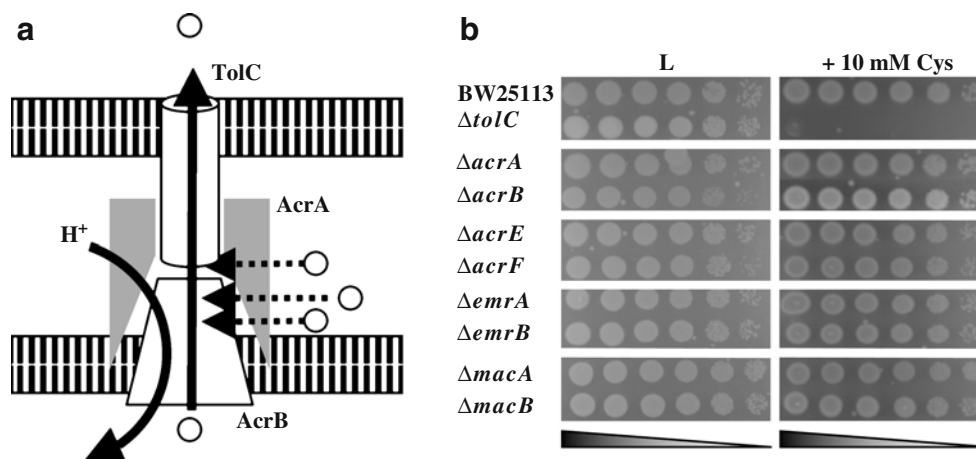 a
TolC
AcrA
H⁺
AcrB
b
L
+ 10 mM Cys
BW25113
ΔtolC
ΔacrA
ΔacrB
ΔacrE
ΔacrF
ΔemrA
ΔemrB
ΔmacA
ΔmacB